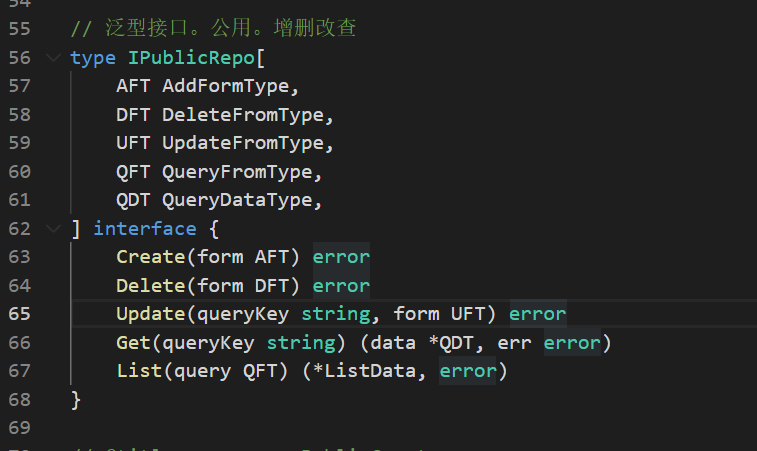 55 // 泛型接口。公用。增删改查
56 type IPublicRepo[
57 AFT AddFormType,
58 DFT DeleteFromType,
59 UFT UpdateFromType,
60 QFT QueryFromType,
61 QDT QueryDataType,
62 ] interface {
63 Create(form AFT) error
64 Delete(form DFT) error
65 Update(queryKey string, form UFT) error
66 Get(queryKey string) (data *QDT, err error)
67 List(query QFT) (*ListData, error)
68 }
69